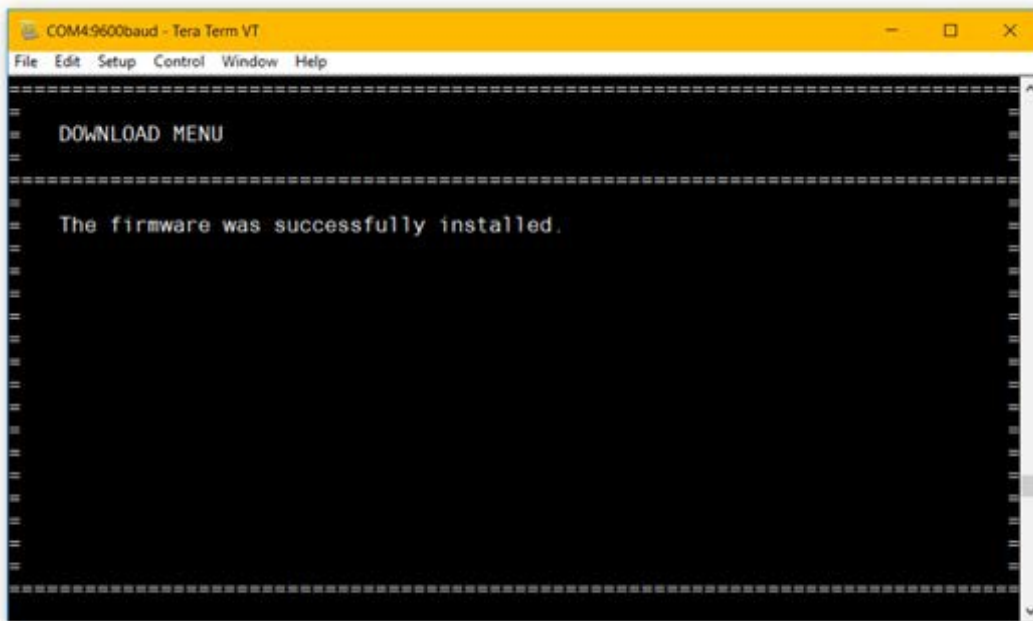 COM4:9600baud - Tera Term VT
File Edit Setup Control Window Help
DOWNLOAD MENU
The firmware was successfully installed.